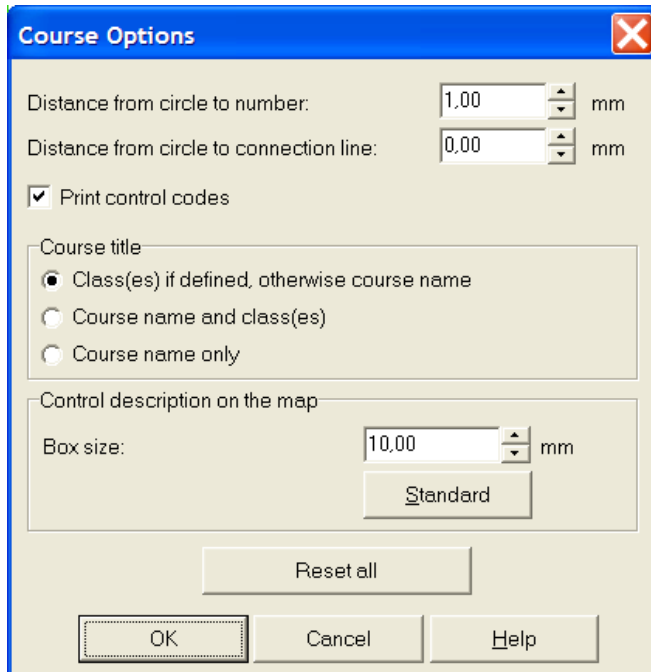 Course Options
Distance from circle to number: 1,00 mm
Distance from circle to connection line: 0,00 mm
Print control codes
Course title
Class(es) if defined, otherwise course name
Course name and class(es)
Course name only
Control description on the map
Box size: 10,00 mm
Standard
Reset all
OK Cancel Help